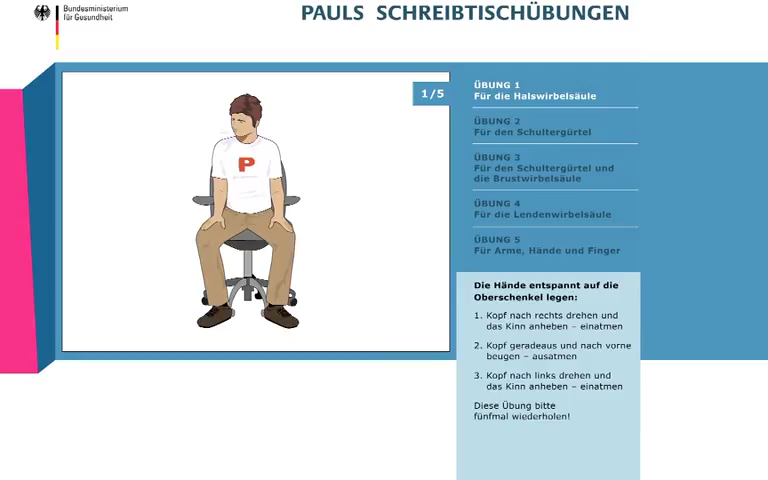 Bundesministerium
für Gesundheit
PAULS SCHREIBTISCHÜBUNGEN
1/5
P
ÜBUNG 1
Für die Halswirbelsäule
ÜBUNG 2
Für den Schultergürtel
ÜBUNG 3
Für den Schultergürtel und
die Brustwirbelsäule
ÜBUNG 4
Für die Lendenwirbelsäule
ÜBUNG 5
Für Arme, Hände und Finger
Die Hände entspannt auf die
Oberschenkel legen:
1. Kopf nach rechts drehen und
das Kinn anheben – einatmen
2. Kopf geradeaus und nach vorne
beugen – ausatmen
3. Kopf nach links drehen und
das Kinn anheben – einatmen
Diese Übung bitte
fünfmal wiederholen!